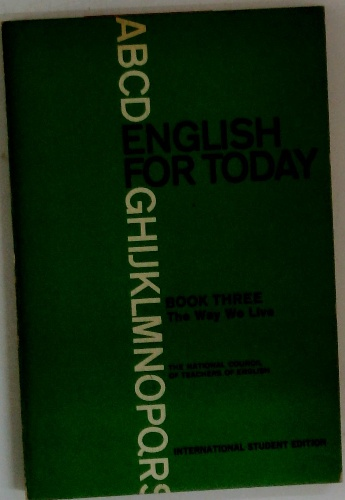 ABCD GHIJKLMNOPQRS
ENGLISH
FOR TODAY
BOOK THREE
The Way We Live
THE NATIONAL COUNCIL
OF TEACHERS OF ENGLISH
INTERNATIONAL STUDENT EDITION